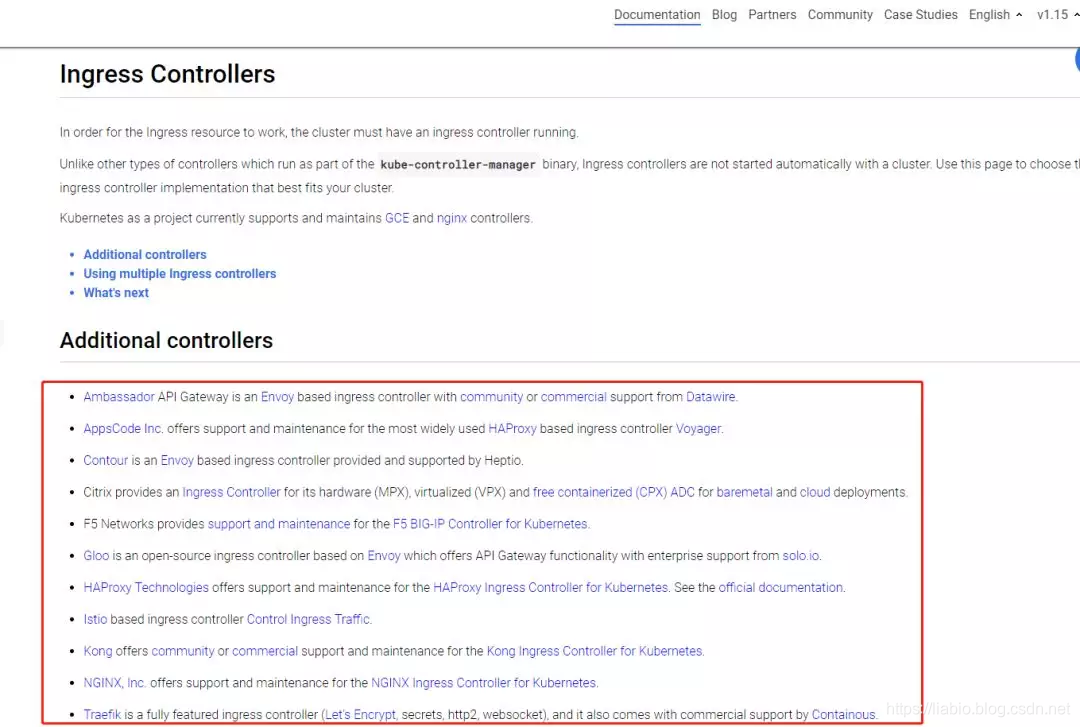 Documentation Blog Partners Community Case Studies English v1.15
Ingress Controllers
In order for the Ingress resource to work, the cluster must have an ingress controller running.
Unlike other types of controllers which run as part of the kube-controller-manager binary, Ingress controllers are not started automatically with a cluster. Use this page to choose
ingress controller implementation that best fits your cluster.
Kubernetes as a project currently supports and maintains GCE and nginx controllers.
• Additional controllers
• Using multiple Ingress controllers
• What's next
Additional controllers
• Ambassador API Gateway is an Envoy based ingress controller with community or commercial support from Datawire.
• AppsCode Inc. offers support and maintenance for the most widely used HAProxy based ingress controller Voyager.
• Contour is an Envoy based ingress controller provided and supported by Heptio.
• Citrix provides an Ingress Controller for its hardware (MPX), virtualized (VPX) and free containerized (CPX) ADC for baremetal and cloud deployments.
• F5 Networks provides support and maintenance for the F5 BIG-IP Controller for Kubernetes.
• Gloo is an open-source ingress controller based on Envoy which offers API Gateway functionality with enterprise support from solo.io.
• HAProxy Technologies offers support and maintenance for the HAProxy Ingress Controller for Kubernetes. See the official documentation.
• Istio based ingress controller Control Ingress Traffic.
• Kong offers community or commercial support and maintenance for the Kong Ingress Controller for Kubernetes.
• NGINX, Inc. offers support and maintenance for the NGINX Ingress Controller for Kubernetes.
• Traefik is a fully featured ingress controller (Let's Encrypt, secrets, http2, websocket), and it also comes with commercial support by Containous.
https://liabio.blog.csdn.net